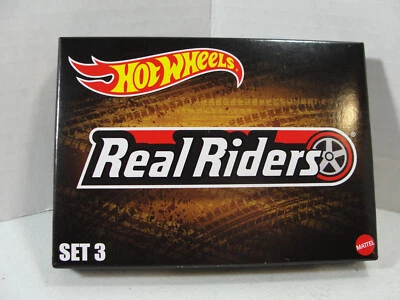 HOT WHEELS
Real Riders®
SET 3
MATTEL